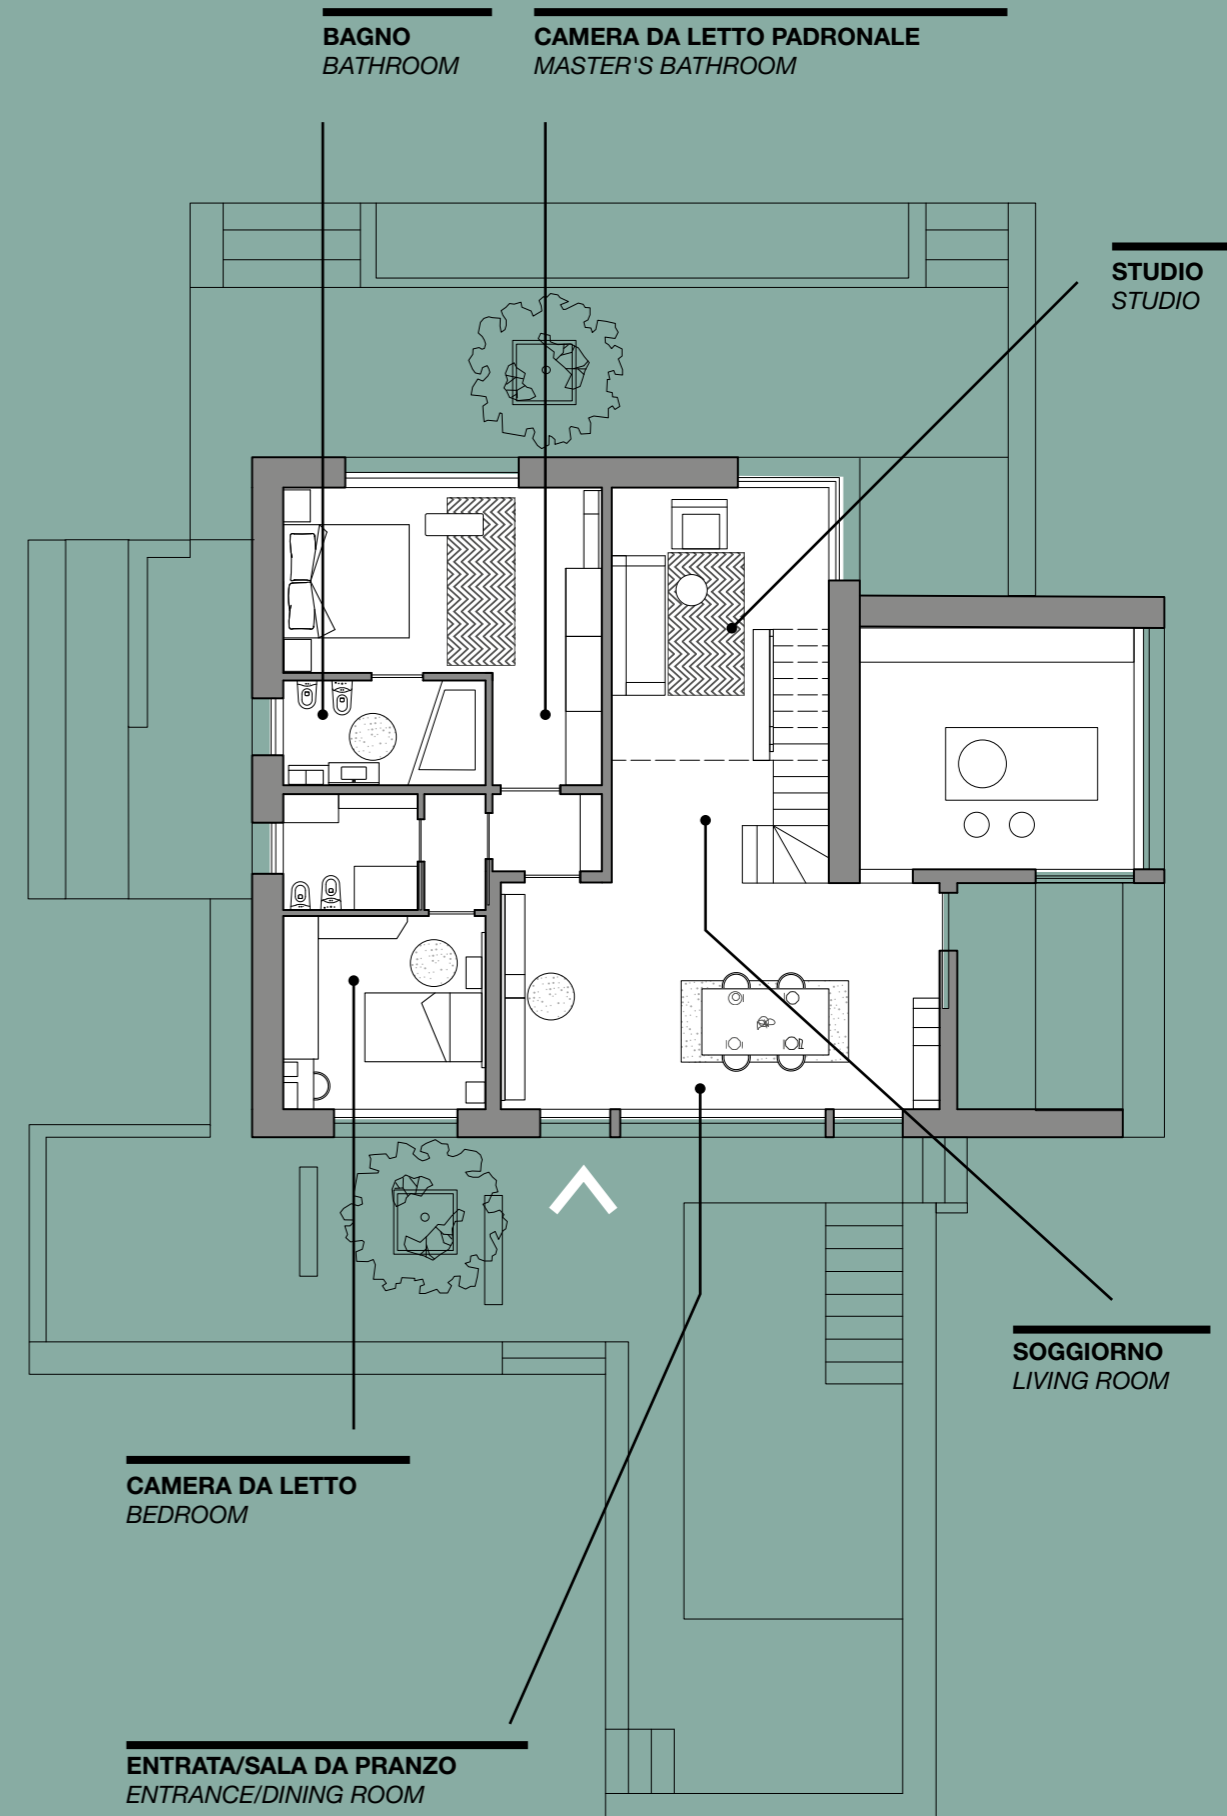 BAGNO
BATHROOM
CAMERA DA LETTO PADRONALE
MASTER'S BATHROOM
STUDIO
STUDIO
SOGGIORNO
LIVING ROOM
CAMERA DA LETTO
BEDROOM
ENTRATA/SALA DA PRANZO
ENTRANCE/DINING ROOM